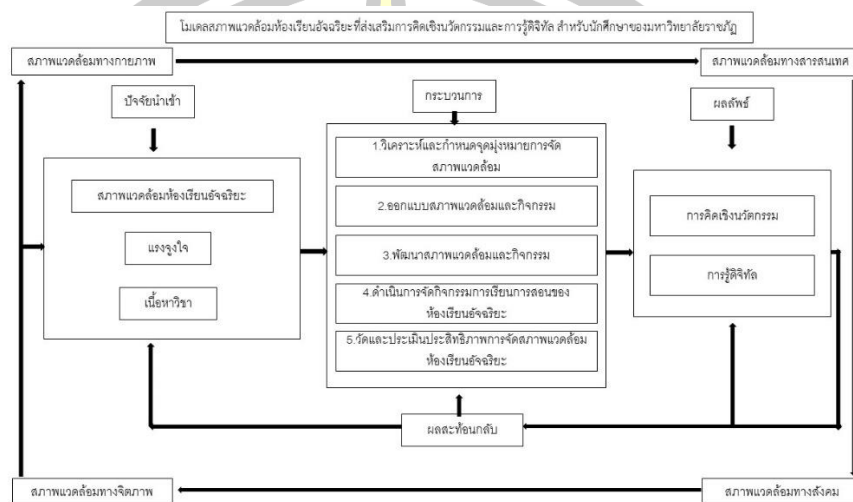 โมเดลสภาพแวดล้อมห้องเรียนอัจฉริยะที่ส่งเสริมการคิดเชิงนวัตกรรมและการรู้ดิจิทัล สำหรับนักศึกษาของมหาวิทยาลัยราชภัฏ
สภาพแวดล้อมทางกายภาพ
สภาพแวดล้อมทางสารสนเทศ
ปัจจัยนำเข้า
กระบวนการ
ผลลัพธ์
สภาพแวดล้อมห้องเรียนอัจฉริยะ
แรงจูงใจ
เนื้อหาวิชา
1.วิเคราะห์และกำหนดจุดมุ่งหมายการจัด
สภาพแวดล้อม
2.ออกแบบสภาพแวดล้อมและกิจกรรม
3.พัฒนาสภาพแวดล้อมและกิจกรรม
4.ดำเนินการจัดกิจกรรมการเรียนการสอนของ
ห้องเรียนอัจฉริยะ
5.วัดและประเมินประสิทธิภาพการจัดสภาพแวดล้อม
ห้องเรียนอัจฉริยะ
การคิดเชิงนวัตกรรม
การรู้ดิจิทัล
ผลสะท้อนกลับ
สภาพแวดล้อมทางจิตภาพ
สภาพแวดล้อมทางสังคม